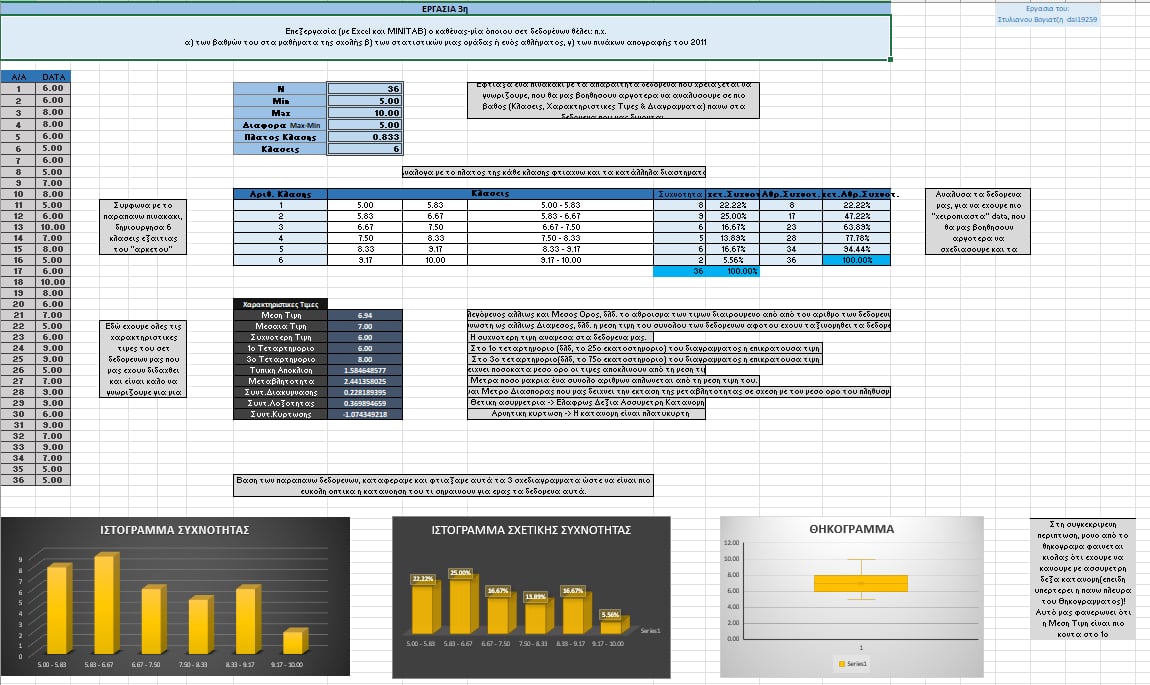 ΕΡΓΑΣΙΑ 3η
Εργασια του:
Στυλιανου Βογιατζη dai19259
Επεξεργασία (με Excel και MINITAB) ο καθένας-μία όποιου σετ δεδομένων θέλει: π.χ.
α) των βαθμών του στα μαθήματα της σχολής β) των στατιστικών μιας ομάδας ή ενός αθλήματος, γ) των πινάκων απογραφής του 2011
Α/Α DATA
1 6.00
2 6.00
3 8.00
4 8.00
5 6.00
6 5.00
7 6.00
8 5.00
9 7.00
10 8.00
11 5.00
12 6.00
13 10.00
14 7.00
15 8.00
16 5.00
17 6.00
18 10.00
19 8.00
20 6.00
21 7.00
22 5.00
23 6.00
24 9.00
25 9.00
26 5.00
27 7.00
28 9.00
29 9.00
30 6.00
31 9.00
32 7.00
33 9.00
34 7.00
35 5.00
36 5.00
N 36
Min 5.00
Max 10.00
Διαφορα Max-Min 5.00
Πλατος Κλασης 0.833
Κλασεις 6
Εφτιαξα ένα πινακακι με τα απαραιτητα δεδομενα που χρειαζεται να
γνωριζουμε, που θα μας βοηθησουν αργοτερα να αναλυσουμε σε πιο
βαθος (Κλασεις, Χαρακτηριστικες Τιμες & Διαγραμματα) πανω στα
δεδομενα που μας δινονται
αναλογα με το πλατος της κάθε κλασης φτιαχνω και τα κατάλληλα διαστηματα
Αριθ. Κλασης Κλασεις Συχνοτητα χετ.Συχνοτ Αθρ.Συχνοτ. χετ.Αθρ.Συχνοτ.
1 5.00 5.83 5.00 - 5.83 8 22.22% 8 22.22%
2 5.83 6.67 5.83 - 6.67 9 25.00% 17 47.22%
3 6.67 7.50 6.67 - 7.50 6 16.67% 23 63.89%
4 7.50 8.33 7.50 - 8.33 5 13.89% 28 77.78%
5 8.33 9.17 8.33 - 9.17 6 16.67% 34 94.44%
6 9.17 10.00 9.17 - 10.00 2 5.56% 36 100.00%
36 100.00%
Συμφωνα με το
παραπανω πινακακι,
δημιουργησα 6
κλασεις εξαιτιας
του "αρκετου"
Αναλυσα τα δεδομενα
μας, για να εχουμε πιο
"χειροπιαστα" data, που
θα μας βοηθησουν
αργοτερα να
σχεδιασουμε και τα
Χαρακτηριστικες Τιμες
Μεση Τιμη 6.94
Μεσαια Τιμη 7.00
Συχνοτερη Τιμη 6.00
1ο Τεταρτημοριο 6.00
3ο Τεταρτημοριο 8.00
Τυπικη Αποκλιση 1.584648577
Μεταβλητοτητα 2.441358025
Συντ.Διακυμανσης 0.228189395
Συντ.Λοξοτητας 0.369894659
Συντ.Κυρτωσης -1.074349218
Εδώ εχουμε ολες τις
χαρακτηριστικες
τιμες του σετ
δεδομενων μας που
μας εχουν διδαχθει
και είναι καλο να
γνωριζουμε για μια
λεγόμενος αλλιως και Μεσος Ορος, δλδ. το αθροισμα των τιμων διαιρουμενο από από τον αριθμο των δεδομενω
νωστη ως αλλιως Διαμεσος, δλδ. η μεση τιμη του συνολου των δεδομενων αφοτου εχουν ταξινομηθει τα δεδομε
Η συχνοτερη τιμη αναμεσα στα δεδομενα μας.
Στο 1ο τεταρτημοριο(δλδ, το 25ο εκατοστημοριο) του διαγραμματος η επικρατουσα τιμη
Στο 3ο τεταρτημοριο(δλδ, το 75ο εκατοστημοριο) του διαγραμματος η επικρατουσα τιμη
ειχνει ποσοκατα μεσο ορο οι τιμες αποκλινουν από τη μεση τιμ
Μετρα ποσο μακρια ένα συνολο αριθμων απλωνεται από τη μεση τιμη του.
αι Μετρο Διασπορας που μας δειχνει την εκταση της μεταβλητοτητας σε σχεση με τον μεσο ορο του πληθυσμ
Θετικη ασυμμετρια -> Ελαφρως Δεξια Ασσυμετρη Κατανομη
Αρνητικη κυρτωση -> Η κατανομη είναι πλατυκυρτη
Βαση των παραπανω δεδομενων, καταφεραμε και φτιαξαμε αυτά τα 3 σχεδιαγραμματα ώστε να είναι πιο
ευκολη οπτικα η κατανοηση του τι σημαινουν για εμας τα δεδομενα αυτά.
ΙΣΤΟΓΡΑΜΜΑ ΣΥΧΝΟΤΗΤΑΣ
9
8
7
6
5
4
3
2
1
0
5.00 - 5.83 5.83 - 6.67 6.67 - 7.50 7.50 - 8.33 8.33 - 9.17 9.17 - 10.00
ΙΣΤΟΓΡΑΜΜΑ ΣΧΕΤΙΚΗΣ ΣΥΧΝΟΤΗΤΑΣ
22.22% 25.00% 16.67% 13.89% 16.67% 5.56%
Series1
5.00 - 5.83 5.83 - 6.67 6.67 - 7.50 7.50 - 8.33 8.33 - 9.17 9.17 - 10.00
ΘΗΚΟΓΡΑΜΜΑ
12.00
10.00
8.00
6.00
4.00
2.00
0.00
1
Series1
Στη συγκεκριμενη
περιπτωση, μονο από το
θηκογραμα φαινεται
κιολας ότι εχουμε να
κανουμε με ασσυμετρη
δεξα κατανομη(επειδη
υπερτερει η πανω πλευρα
του Θηκογραμματος)!
Αυτό μας φανερωνει ότι
η Μεση Τιμη είναι πιο
κοντα στο 1ο